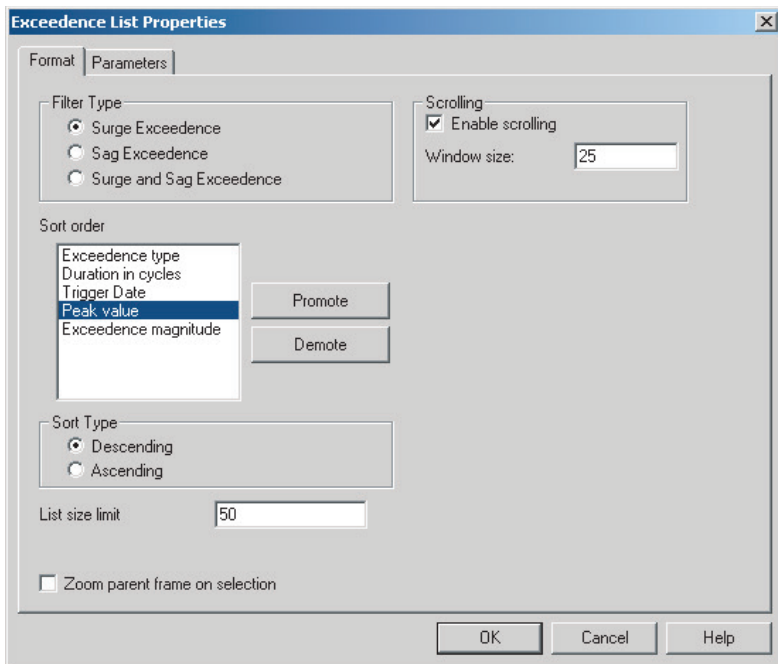 Exceedence List Properties
Format Parameters
Filter Type
Surge Exceedence
Sag Exceedence
Surge and Sag Exceedence
Scrolling
Enable scrolling
Window size: 25
Sort order
Exceedence type
Duration in cycles
Trigger Date
Peak value
Exceedence magnitude
Promote
Demote
Sort Type
Descending
Ascending
List size limit 50
Zoom parent frame on selection
OK Cancel Help